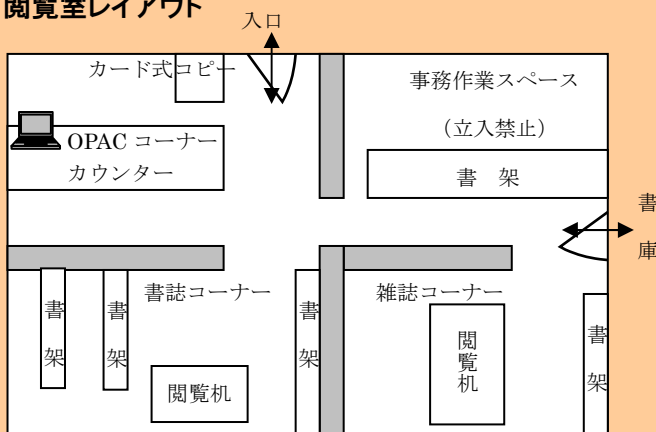 閲覧室レイアウト
入口
カード式コピー
事務作業スペース
（立入禁止）
OPAC コーナー
カウンター
書　架
書
庫
書誌コーナー
雑誌コーナー
書
架
書
架
書
架
閲覧机
閲
覧
机
書
架